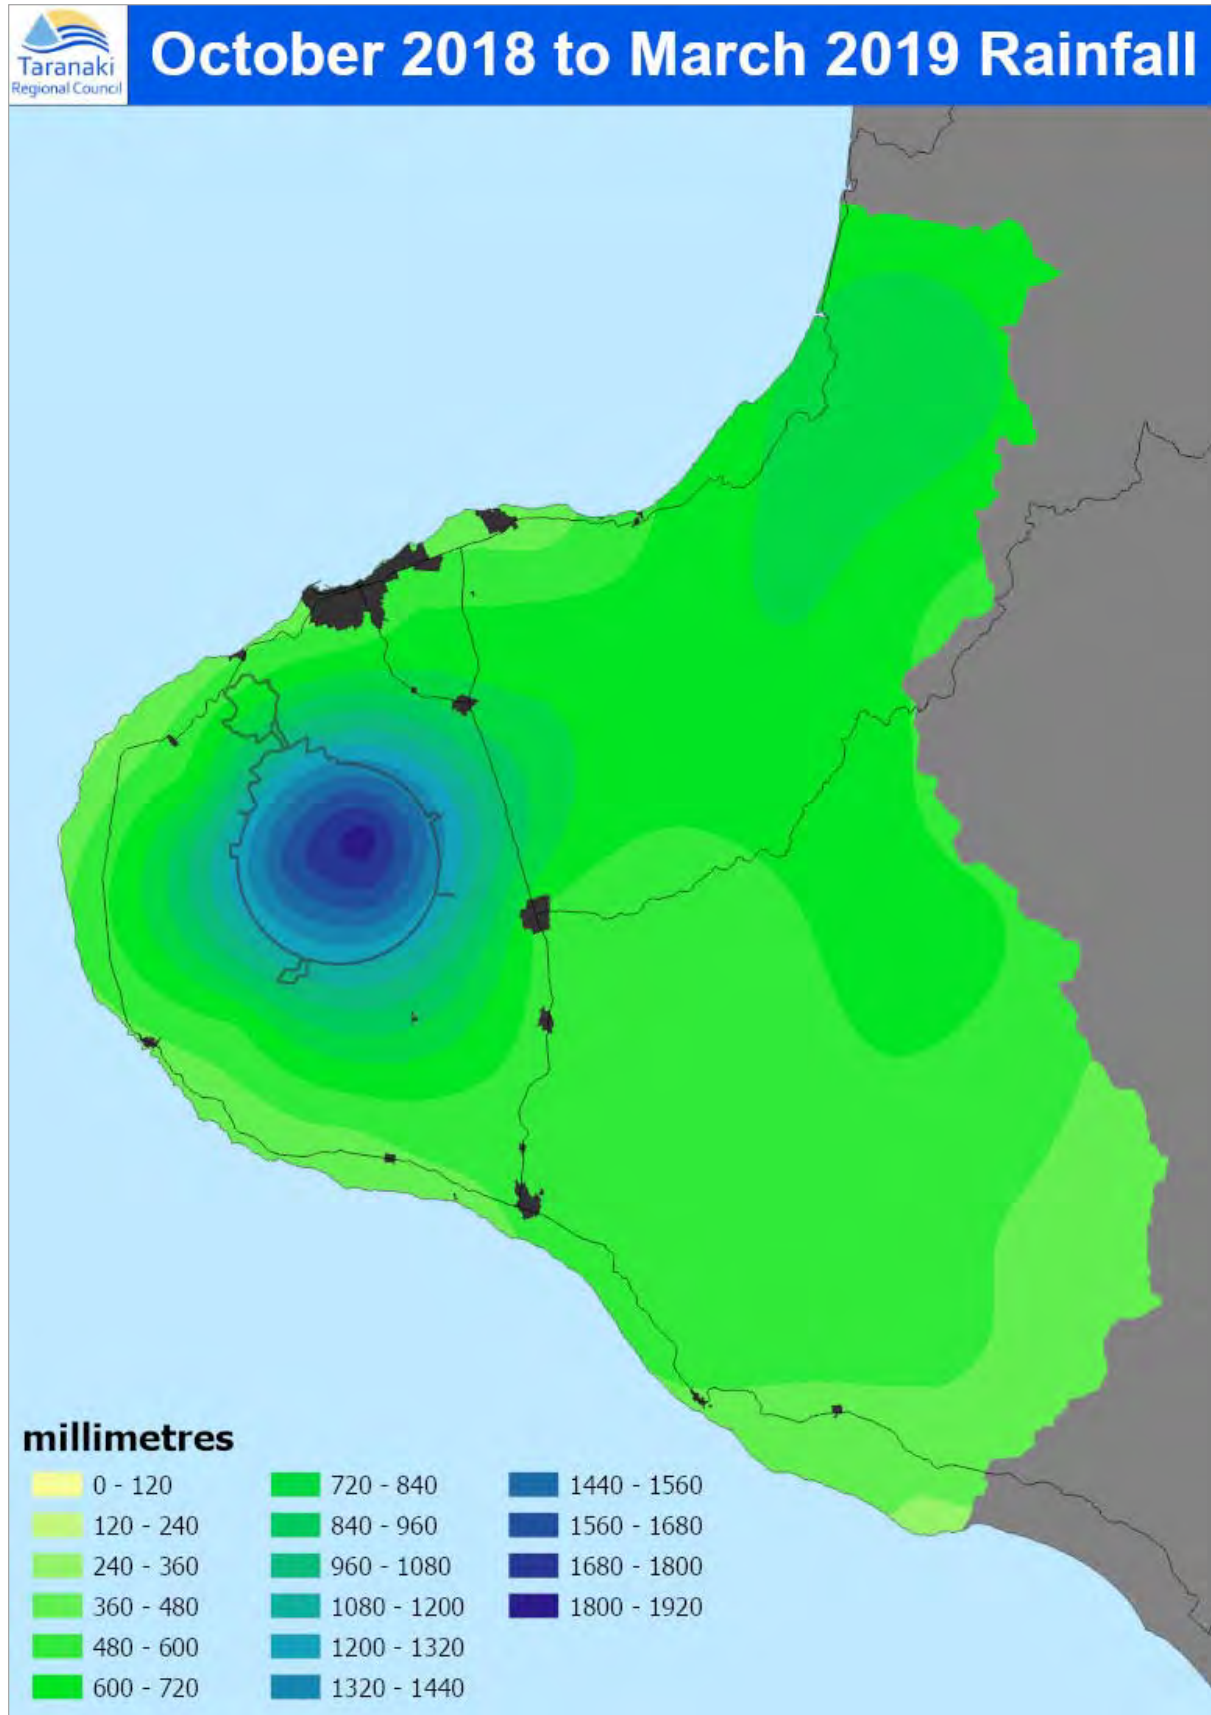 Taranaki
Regional Council
October 2018 to March 2019 Rainfall
millimetres
0 - 120
120 - 240
240 - 360
360 - 480
480 - 600
600 - 720
720 - 840
840 - 960
960 - 1080
1080 - 1200
1200 - 1320
1320 - 1440
1440 - 1560
1560 - 1680
1680 - 1800
1800 - 1920